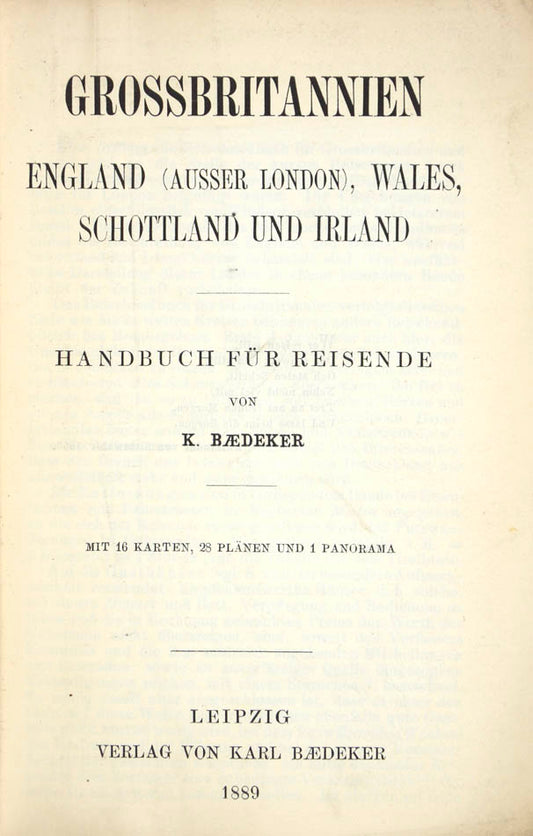 GROSSBRITANNIEN
ENGLAND (AUSSER LONDON), WALES,
SCHOTTLAND UND IRLAND
HANDBUCH FÜR REISENDE
VON
K. BÆDEKER
MIT 16 KARTEN, 28 PLÄNEN UND 1 PANORAMA
LEIPZIG
VERLAG VON KARL BÆDEKER
1889